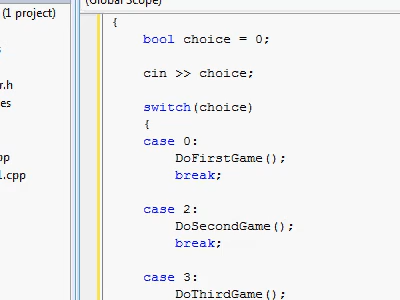 (Global Scope)
(1 project)
{
bool choice = 0;
cin >> choice;
switch(choice)
{
case 0:
DoFirstGame();
break;
case 2:
DoSecondGame();
break;
case 3:
DoThirdGame();
r.h
es
pp
1.cpp